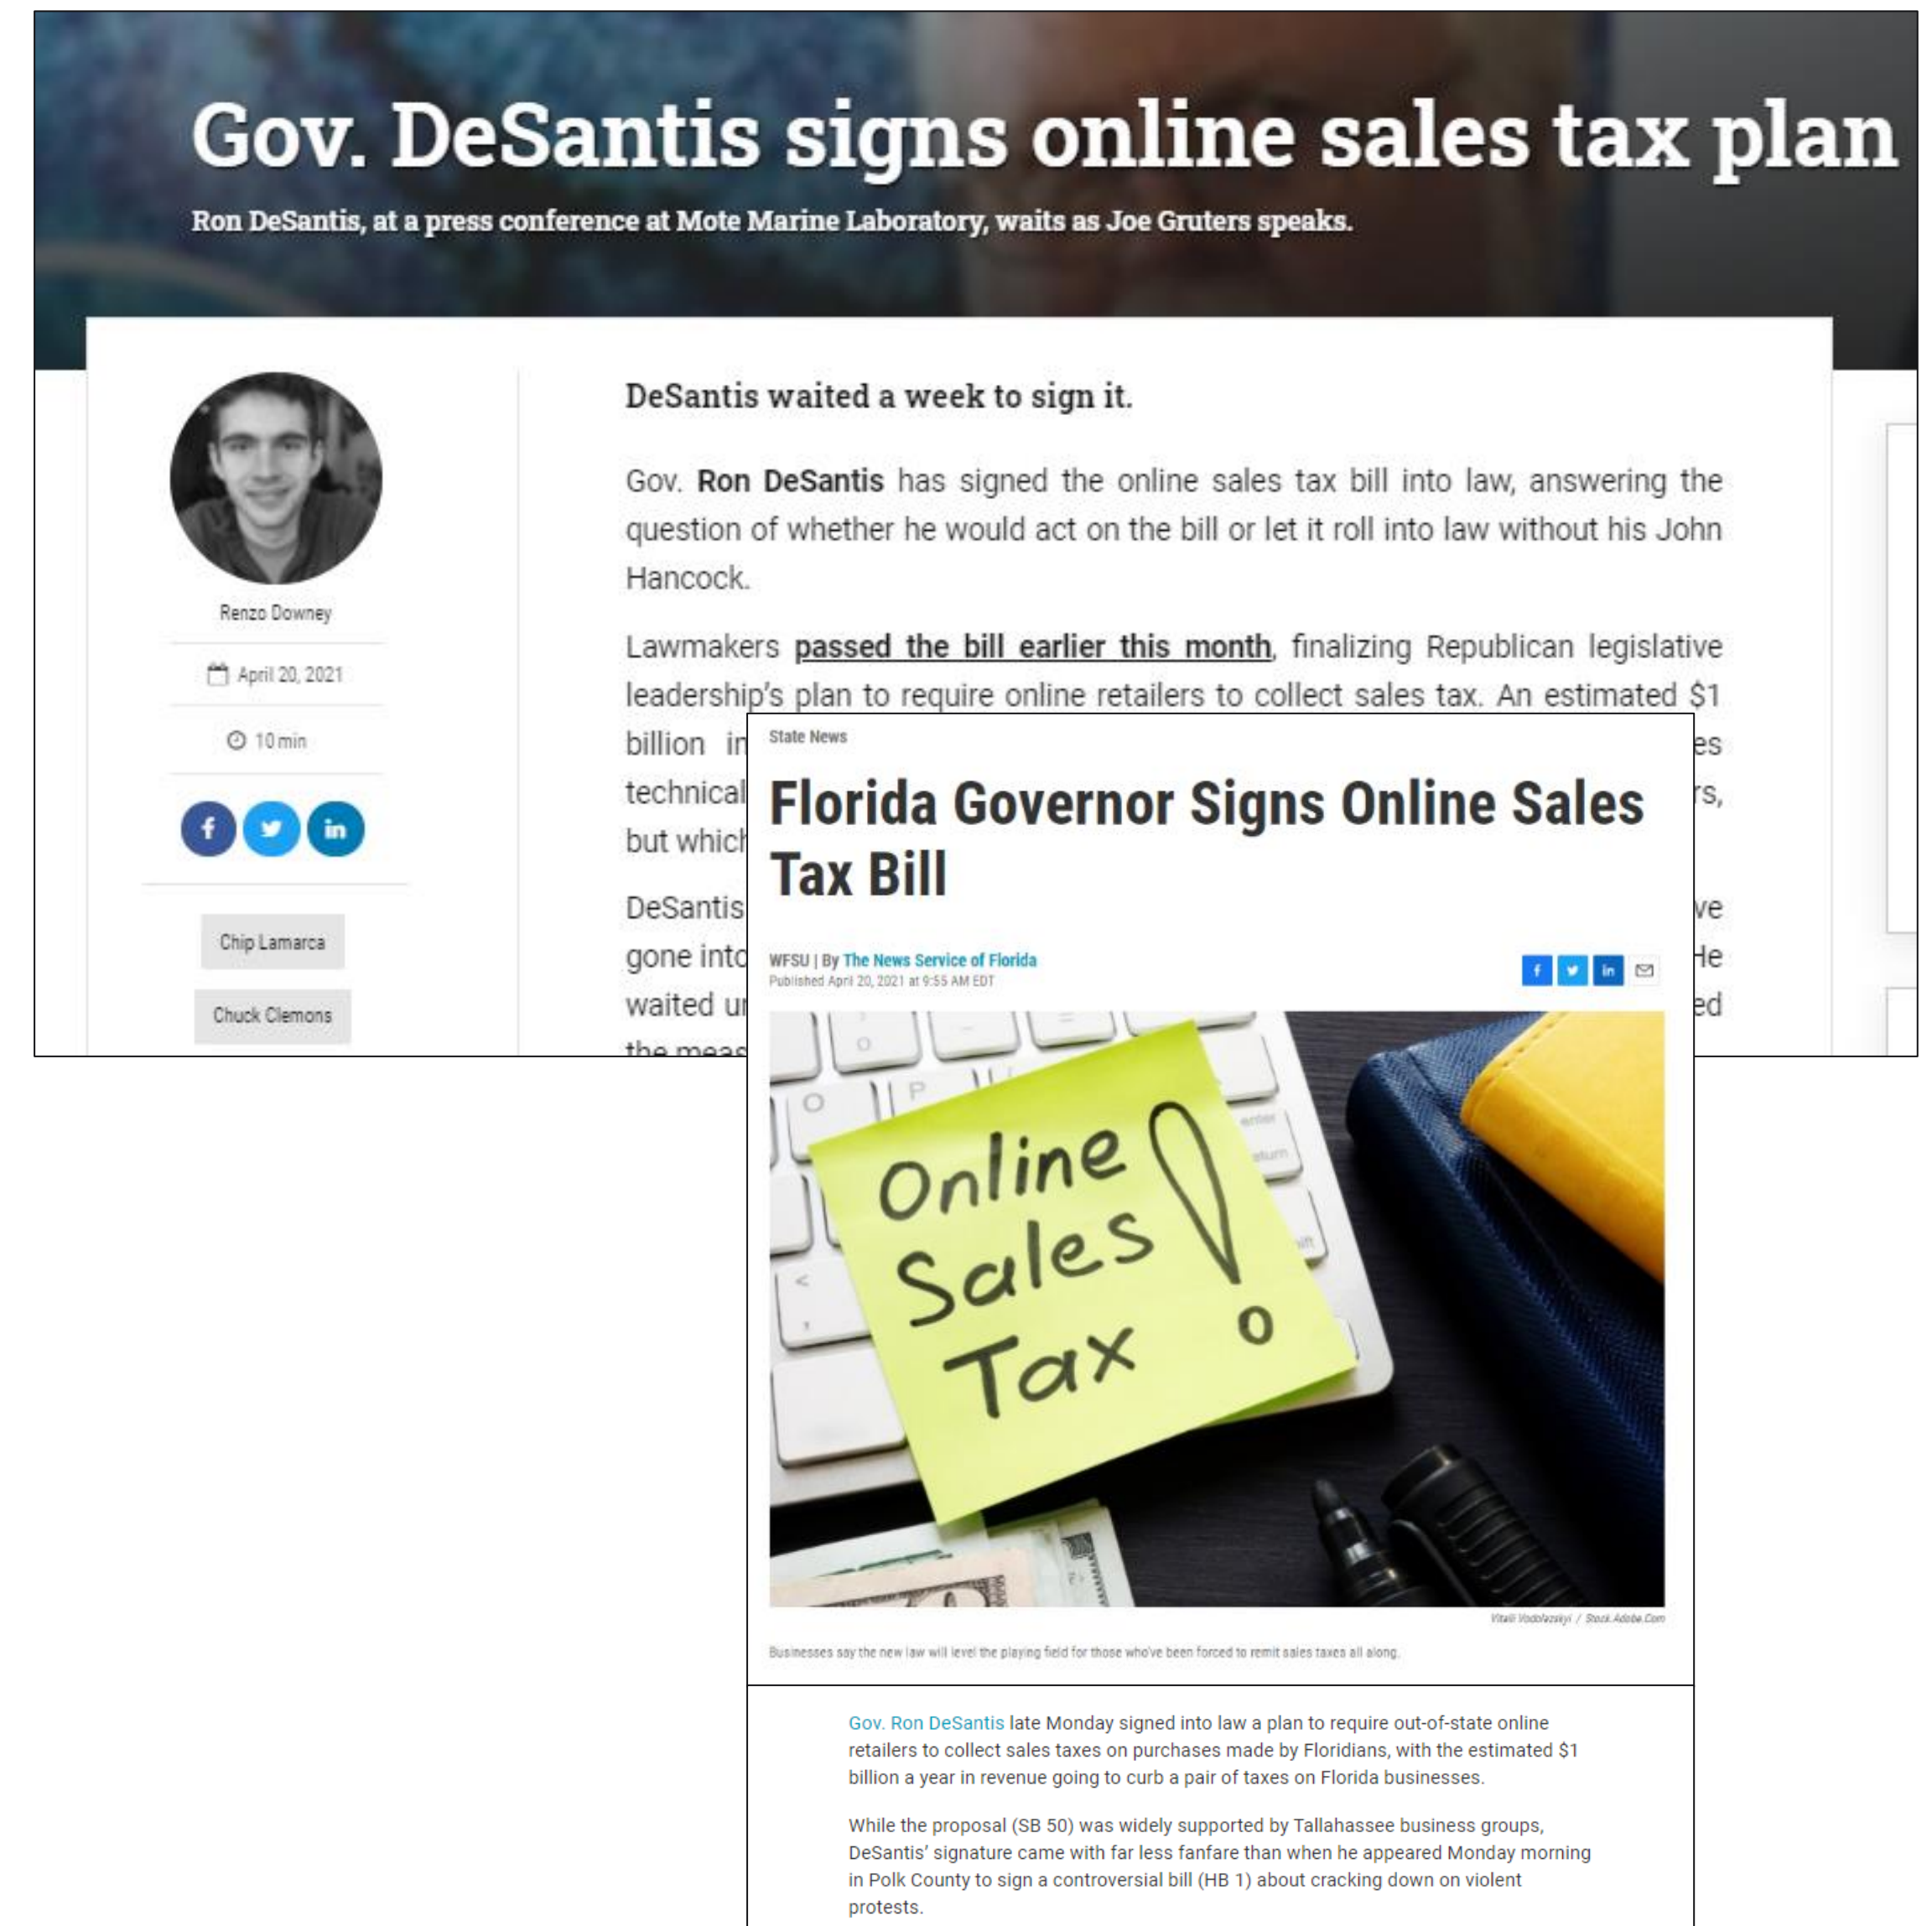 Gov. DeSantis signs online sales tax plan
Ron DeSantis, at a press conference at Mote Marine Laboratory, waits as Joe Gruters speaks.
Renzo Downey
April 20, 2021
10 min
f
in
Chip Lamarca
Chuck Clemons
DeSantis waited a week to sign it.
Gov. Ron DeSantis has signed the online sales tax bill into law, answering the
question of whether he would act on the bill or let it roll into law without his John
Hancock.
Lawmakers passed the bill earlier this month, finalizing Republican legislative
leadership's plan to require online retailers to collect sales tax. An estimated $1
billion in
technical
but which
DeSantis
gone into
waited
State News
Florida Governor Signs Online Sales
Tax Bill
WFSU | By The News Service of Florida
Published April 20, 2021 at 9:55 AM EDT
f
in
O
P
enter
return
Online
Sales
Tax !
Vitalii Vodolazskyi / Stock.Adobe.Com
Businesses say the new law will level the playing field for those who've been forced to remit sales taxes all along.
Gov. Ron DeSantis late Monday signed into law a plan to require out-of-state online
retailers to collect sales taxes on purchases made by Floridians, with the estimated $1
billion a year in revenue going to curb a pair of taxes on Florida businesses.
While the proposal (SB 50) was widely supported by Tallahassee business groups,
DeSantis' signature came with far less fanfare than when he appeared Monday morning
in Polk County to sign a controversial bill (HB 1) about cracking down on violent
protests.